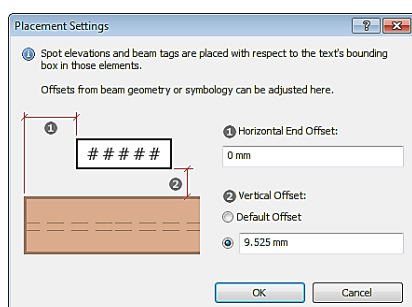 Placement Settings
Spot elevations and beam tags are placed with respect to the text's bounding
box in those elements.
Offsets from beam geometry or symbology can be adjusted here.
1
#####
2
1 Horizontal End Offset:
0 mm
2 Vertical Offset:
Default Offset
9.525 mm
OK
Cancel